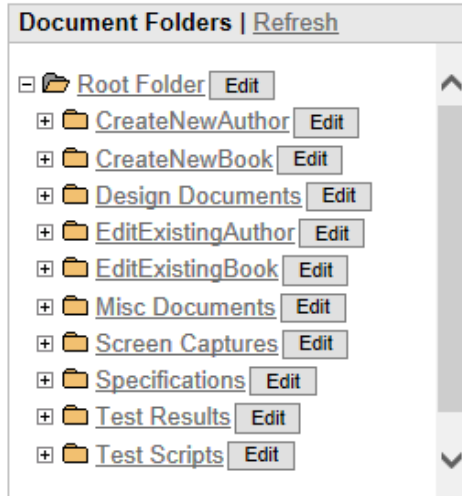 Document Folders | Refresh
Root Folder Edit
CreateNewAuthor Edit
CreateNewBook Edit
Design Documents Edit
EditExistingAuthor Edit
EditExistingBook Edit
Misc Documents Edit
Screen Captures Edit
Specifications Edit
Test Results Edit
Test Scripts Edit